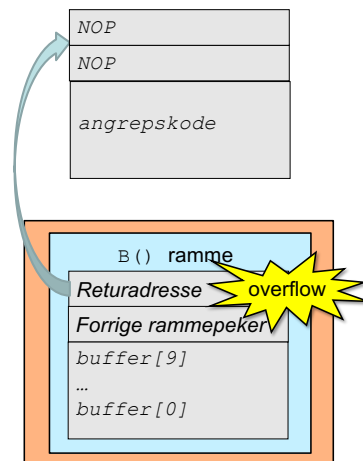 NOP
NOP
angrepskode
B() ramme
Returadresse
overflow
Forrige rammepeker
buffer[9]
…
buffer[0]